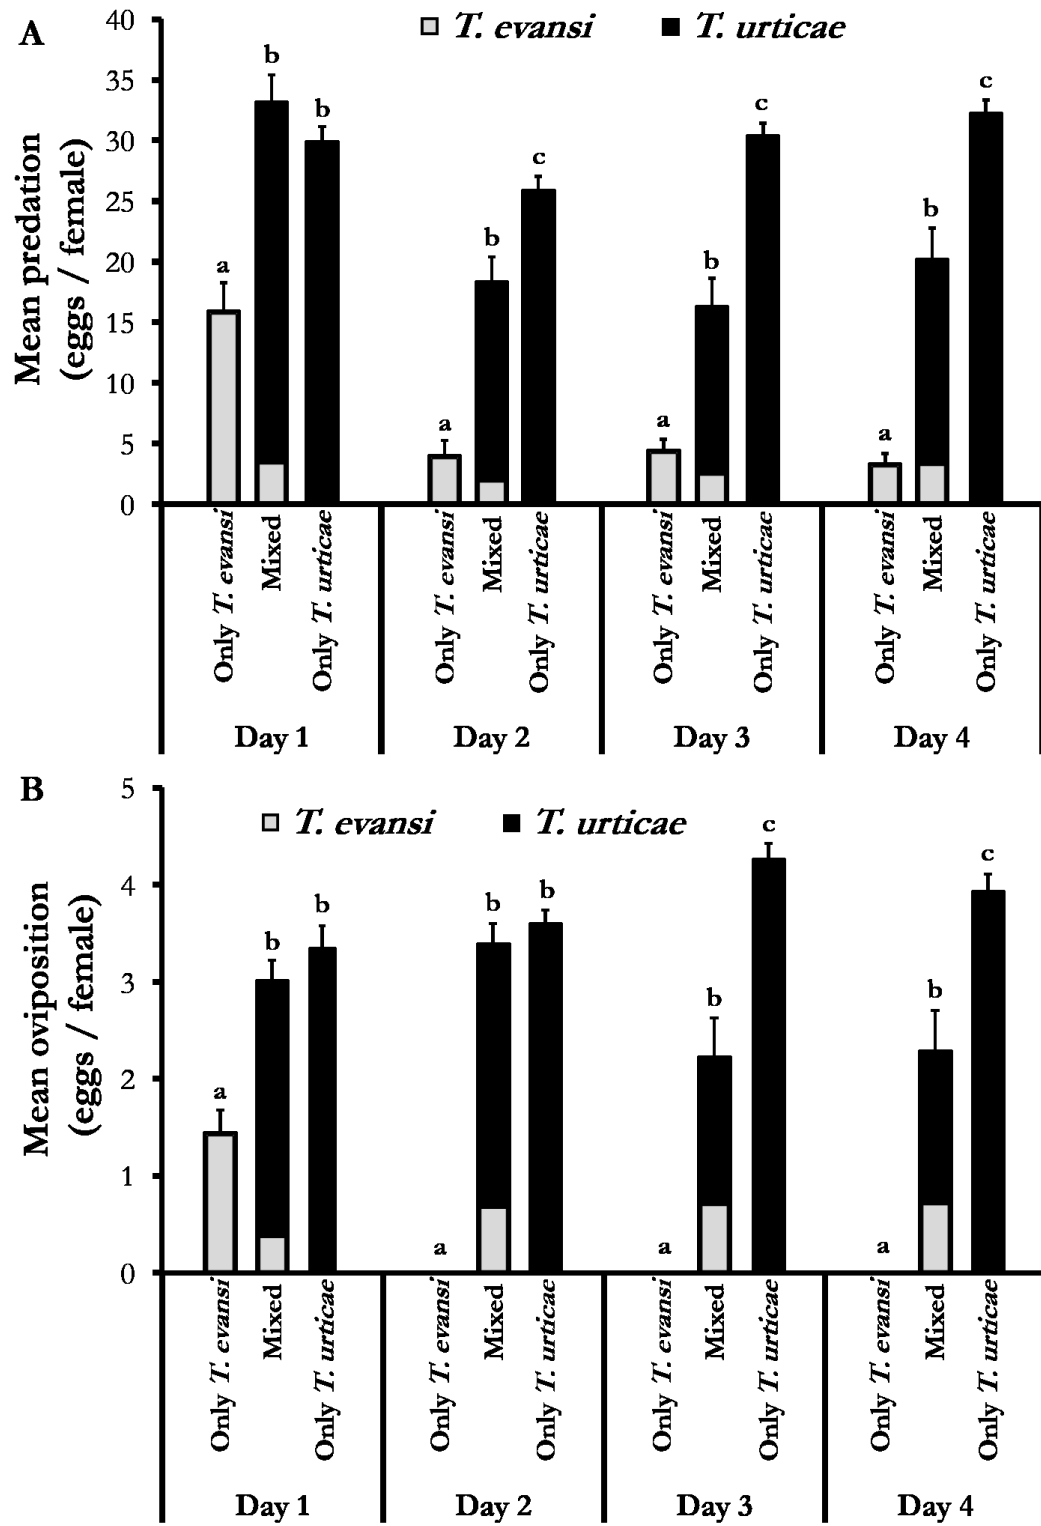 A
T. evansi T. urticae
Mean predation
(eggs / female)
40
35
30
25
20
15
10
5
0
a b b
a b c
a b c
a b c
Only T. evansi Mixed Only T. urticae
Only T. evansi Mixed Only T. urticae
Only T. evansi Mixed Only T. urticae
Only T. evansi Mixed Only T. urticae
Day 1 Day 2 Day 3 Day 4
B
T. evansi T. urticae
Mean oviposition
(eggs / female)
5
4
3
2
1
0
a b b
a b b
a b c
a b c
Only T. evansi Mixed Only T. urticae
Only T. evansi Mixed Only T. urticae
Only T. evansi Mixed Only T. urticae
Only T. evansi Mixed Only T. urticae
Day 1 Day 2 Day 3 Day 4